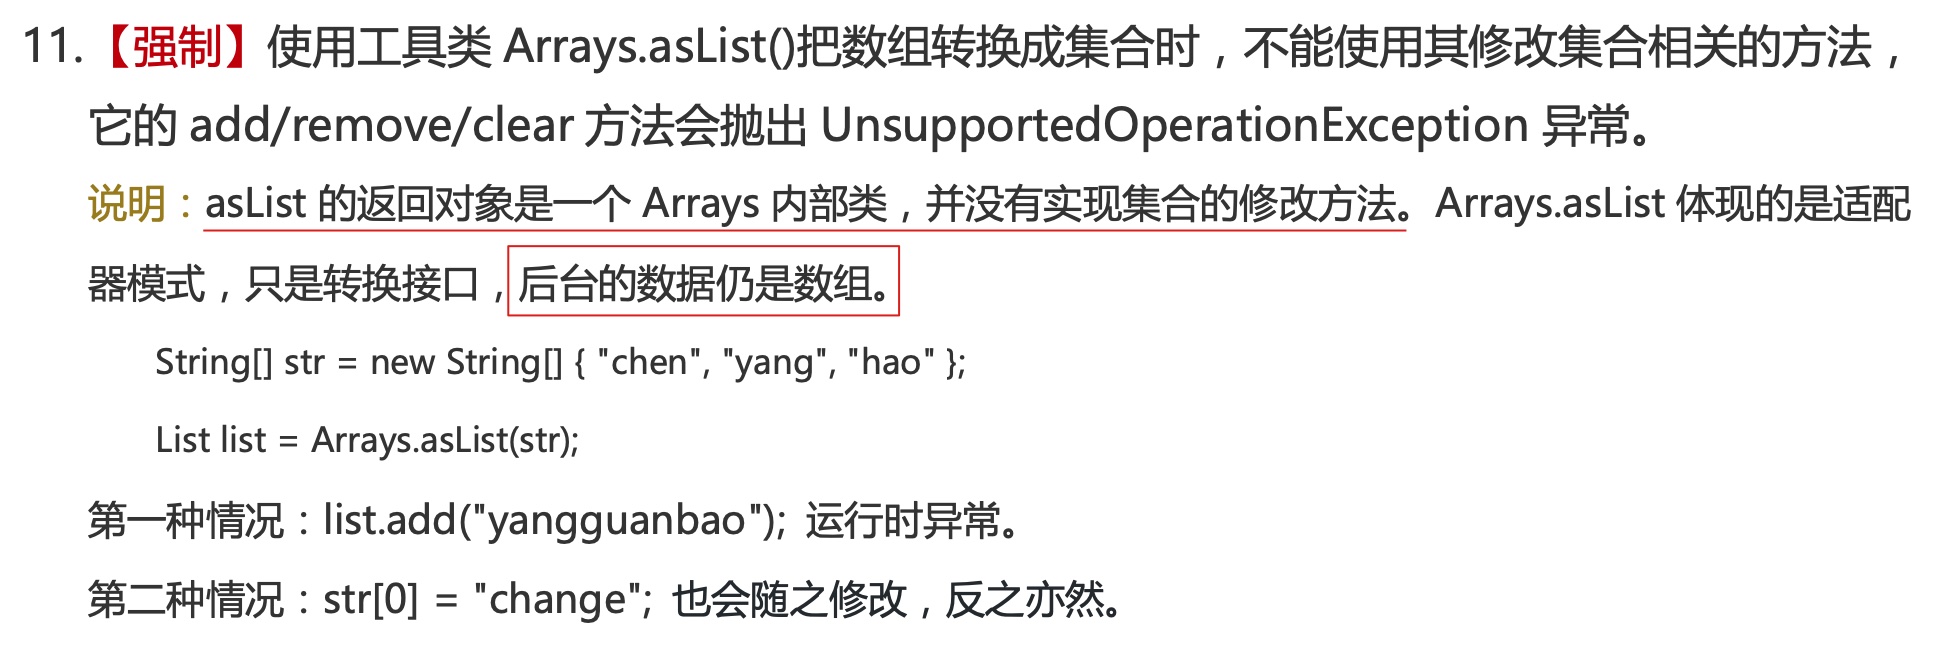 11.【强制】使用工具类 Arrays.asList()把数组转换成集合时，不能使用其修改集合相关的方法，
它的 add/remove/clear 方法会抛出 UnsupportedOperationException 异常。
说明：asList 的返回对象是一个 Arrays 内部类，并没有实现集合的修改方法。Arrays.asList 体现的是适配
器模式，只是转换接口，后台的数据仍是数组。
String[] str = new String[] { "chen", "yang", "hao" };
List list = Arrays.asList(str);
第一种情况：list.add("yangguanbao"); 运行时异常。
第二种情况：str[0] = "change"; 也会随之修改，反之亦然。